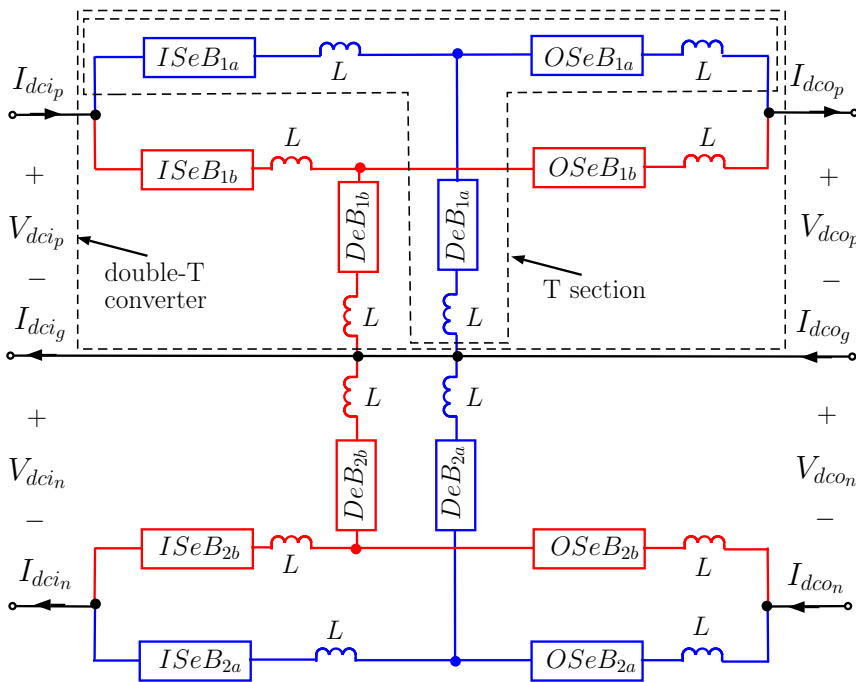 ISeB_{1a}
L
OSeB_{1a}
L
I_{dci_p}
I_{dco_p}
ISeB_{1b}
L
OSeB_{1b}
L
+
+
V_{dci_p}
DeB_{1b}
DeB_{1a}
V_{dco_p}
−
−
double-T
converter
T section
I_{dci_g}
L
L
I_{dco_g}
+
L
L
+
V_{dci_n}
DeB_{2b}
DeB_{2a}
V_{dco_n}
−
−
ISeB_{2b}
L
OSeB_{2b}
L
I_{dci_n}
I_{dco_n}
ISeB_{2a}
L
OSeB_{2a}
L